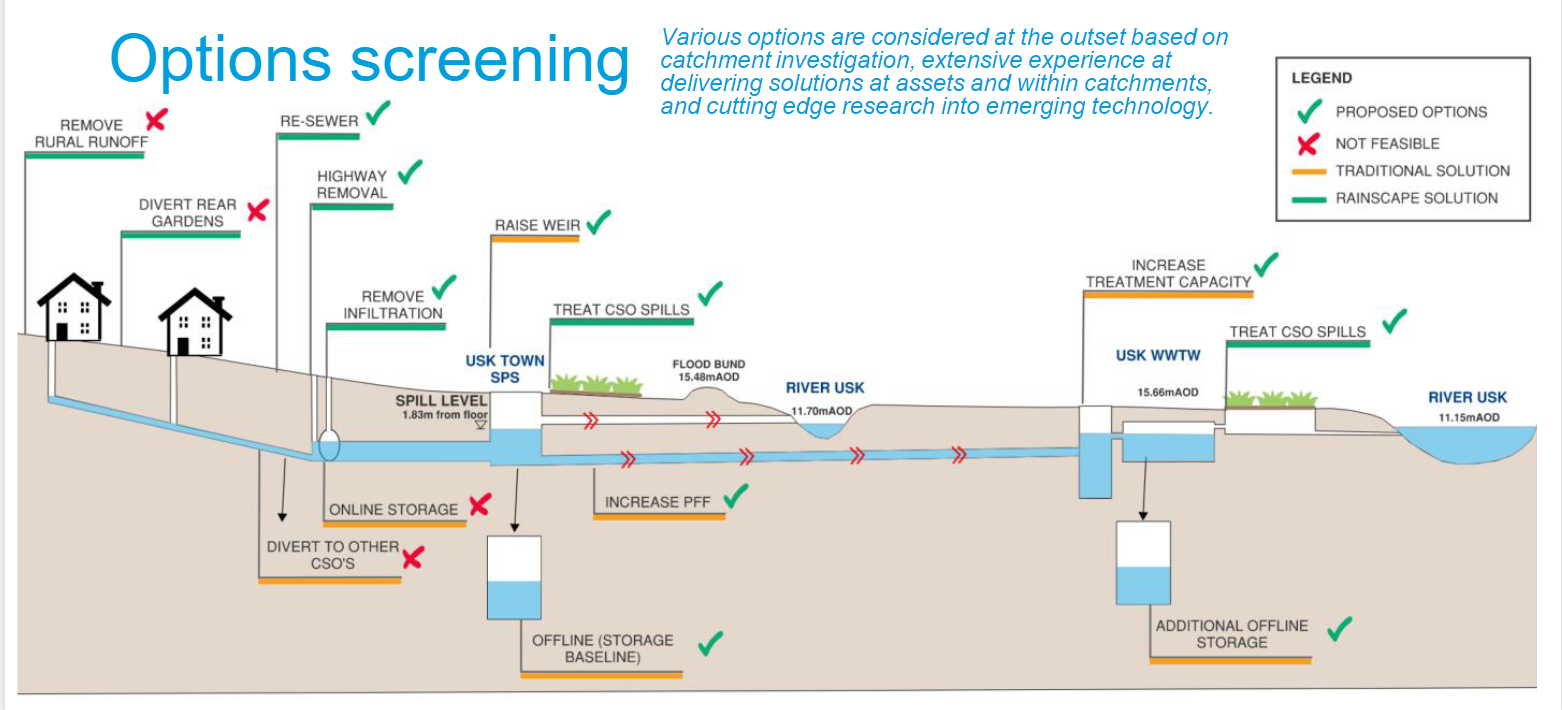 Options screening
Various options are considered at the outset based on
catchment investigation, extensive experience at
delivering solutions at assets and within catchments,
and cutting edge research into emerging technology.
LEGEND
PROPOSED OPTIONS
NOT FEASIBLE
TRADITIONAL SOLUTION
RAINSCAPE SOLUTION
REMOVE
RURAL RUNOFF
RE-SEWER
DIVERT REAR
GARDENS
HIGHWAY
REMOVAL
RAISE WEIR
REMOVE
INFILTRATION
TREAT CSO SPILLS
INCREASE
TREATMENT CAPACITY
TREAT CSO SPILLS
USK TOWN
SPS
FLOOD BUND
15.48mAOD
RIVER USK
11.70mAOD
USK WWTW
15.66mAOD
RIVER USK
11.15mAOD
SPILL LEVEL
1.83m from floor
ONLINE STORAGE
INCREASE PFF
DIVERT TO OTHER
CSO'S
OFFLINE (STORAGE
BASELINE)
ADDITIONAL OFFLINE
STORAGE